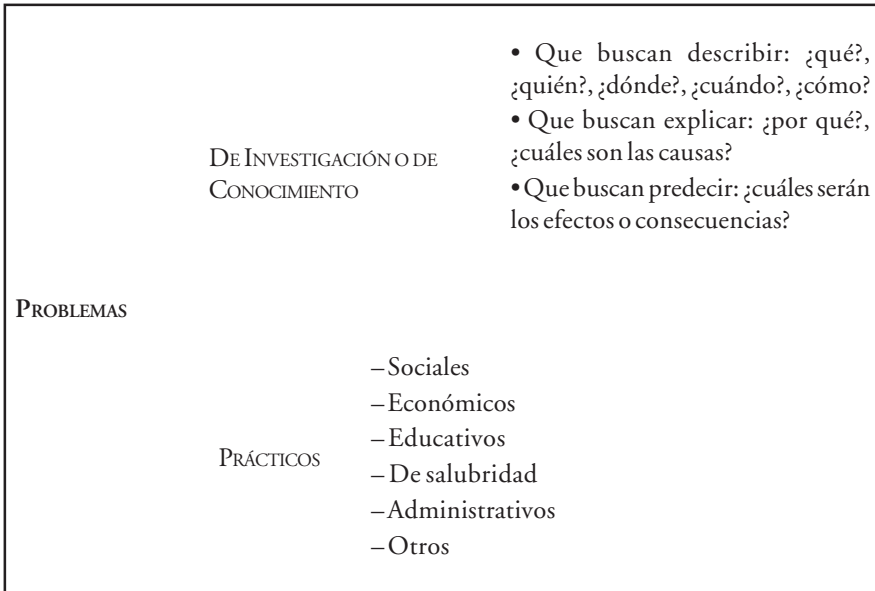 • Que buscan describir: ¿qué?,
¿quién?, ¿dónde?, ¿cuándo?, ¿cómo?
• Que buscan explicar: ¿por qué?,
¿cuáles son las causas?
• Que buscan predecir: ¿cuáles serán
los efectos o consecuencias?
DE INVESTIGACIÓN O DE
CONOCIMIENTO
PROBLEMAS
PRÁCTICOS
– Sociales
– Económicos
– Educativos
– De salubridad
– Administrativos
– Otros